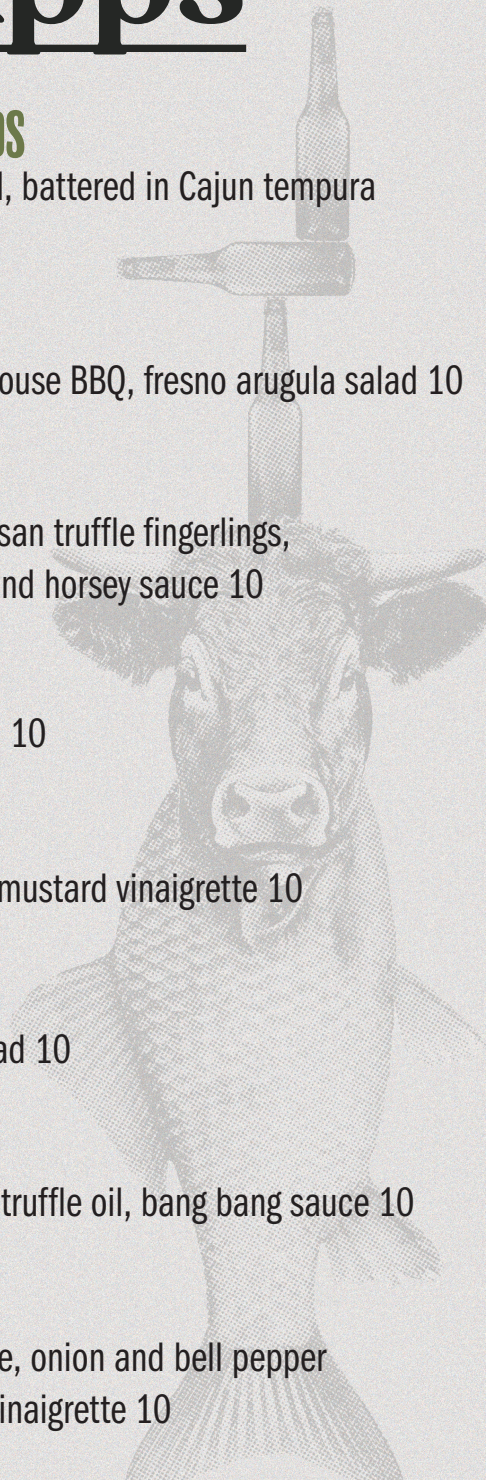 pps
DS
, battered in Cajun tempura
ouse BBQ, fresno arugula salad 10
san truffle fingerlings,
nd horsey sauce 10
10
mustard vinaigrette 10
ad 10
truffle oil, bang bang sauce 10
e, onion and bell pepper
inaigrette 10